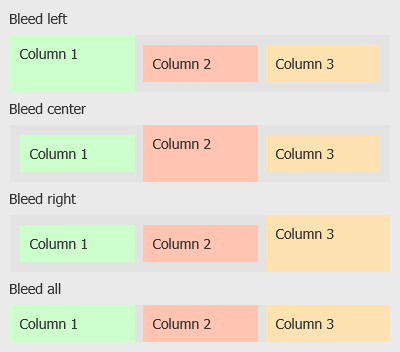 Bleed left
Column 1
Column 2
Column 3
Bleed center
Column 1
Column 2
Column 3
Bleed right
Column 1
Column 2
Column 3
Bleed all
Column 1
Column 2
Column 3